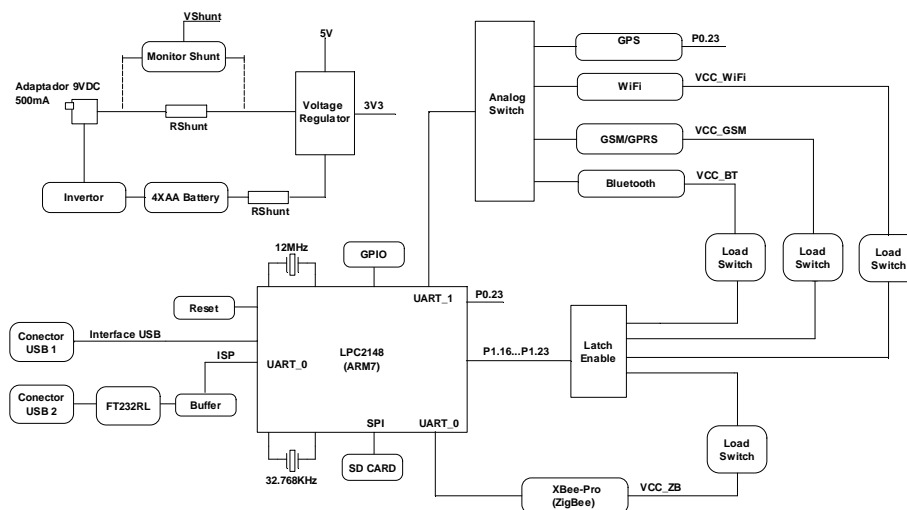 VShunt
Monitor Shunt
Adaptador 9VDC
500mA
RShunt
5V
Voltage
Regulator
3V3
Invertor
4XAA Battery
RShunt
Analog
Switch
GPS
P0.23
WiFi
VCC_WiFi
GSM/GPRS
VCC_GSM
Bluetooth
VCC_BT
Load
Switch
Load
Switch
Load
Switch
12MHz
GPIO
Reset
UART_1
P0.23
Conector
USB 1
Interface USB
ISP
UART_0
LPC2148
(ARM7)
P1.16...P1.23
Latch
Enable
Conector
USB 2
FT232RL
Buffer
SPI
UART_0
32.768KHz
SD CARD
Load
Switch
XBee-Pro
(ZigBee)
VCC_ZB